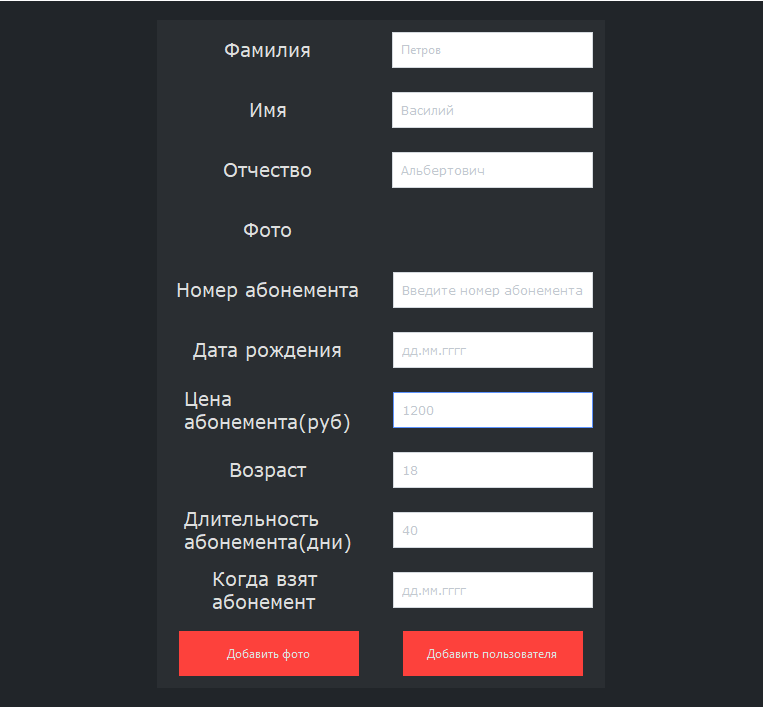 Фамилия
Петров
Имя
Василий
Отчество
Альбертович
Фото
Номер абонемента
Введите номер абонемента
Дата рождения
дд.мм.гггг
Цена
абонемента(руб)
1200
Возраст
18
Длительность
абонемента(дни)
40
Когда взят
абонемент
дд.мм.гггг
Добавить фото
Добавить пользователя